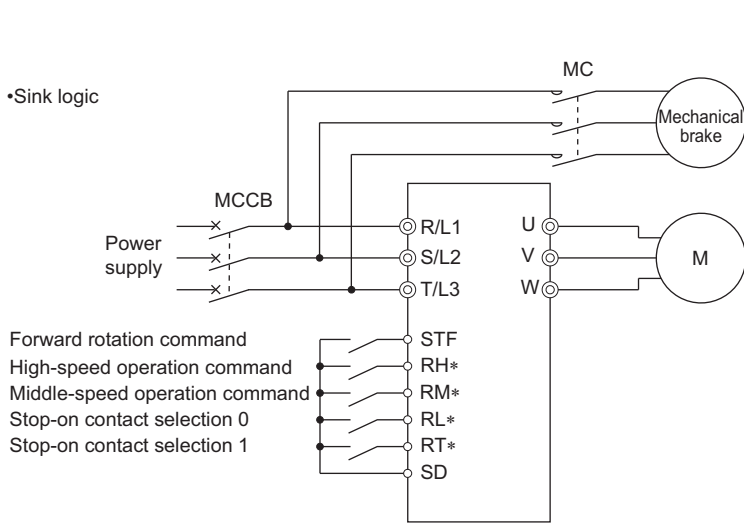 MC
•Sink logic
Mechanical
brake
MCCB
Power
supply
R/L1
S/L2
T/L3
U
V
W
M
Forward rotation command
STF
High-speed operation command
RH*
Middle-speed operation command
RM*
Stop-on contact selection 0
RL*
Stop-on contact selection 1
RT*
SD